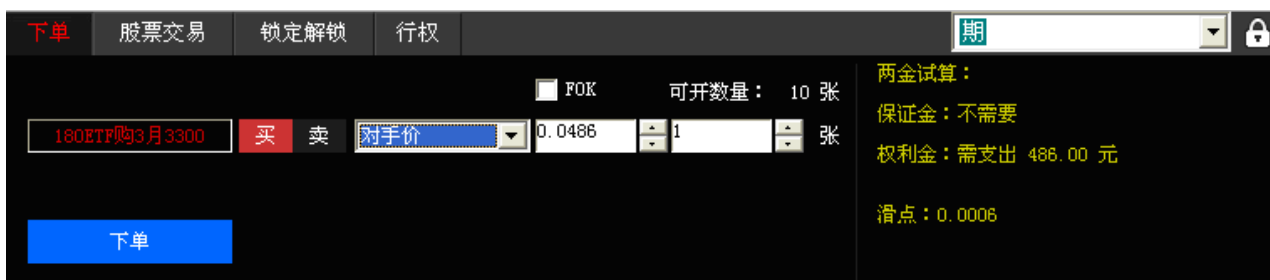 下单 股票交易 锁定解锁 行权 期
两金试算：
FOK 可开数量： 10 张
保证金：不需要
180ETF购3月3300 买 卖 对手价 0.0486 1 张
权利金：需支出 486.00 元
滑点：0.0006
下单